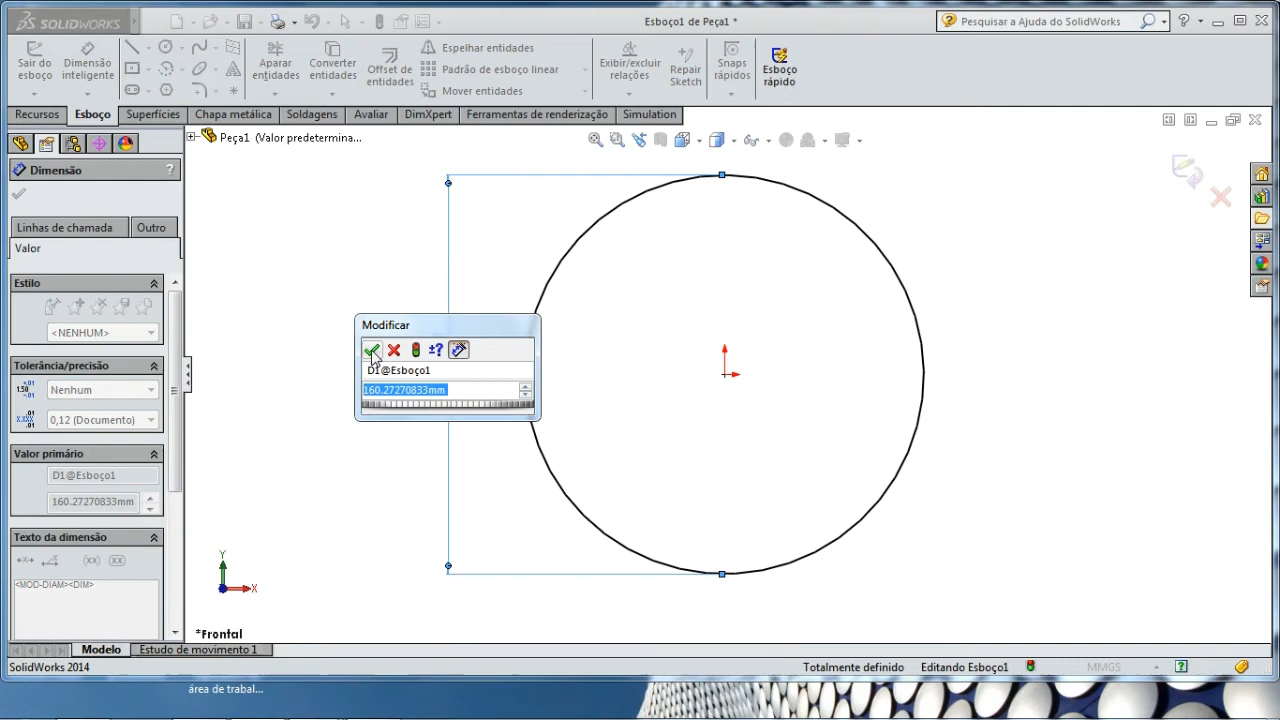 SOLIDWORKS
Esboço1 de Peça1 *
Pesquisar a Ajuda do SolidWorks
Sair do esboço
Dimensão inteligente
Aparar entidades
Converter entidades
Offset de entidades
Espelhar entidades
Padrão de esboço linear
Mover entidades
Exibir/excluir relações
Repair Sketch
Snaps rápidos
Esboço rápido
Recursos
Esboço
Superfícies
Chapa metálica
Soldagens
Avaliar
DimXpert
Ferramentas de renderização
Simulation
Peça1 (Valor predetermina...
Dimensão
?
Linhas de chamada
Outro
Valor
Estilo
<NENHUM>
Tolerância/precisão
Nenhum
0,12 (Documento)
Valor primário
D1@Esboço1
160.27270833mm
Texto da dimensão
(xx)
(xx)
<MOD-DIAM><DIM>
Modificar
±?
D1@Esboço1
160.27270833mm
Y
X
*Frontal
Modelo
Estudo de movimento 1
SolidWorks 2014
Totalmente definido
Editando Esboço1
MMGS
?
área de trabal...